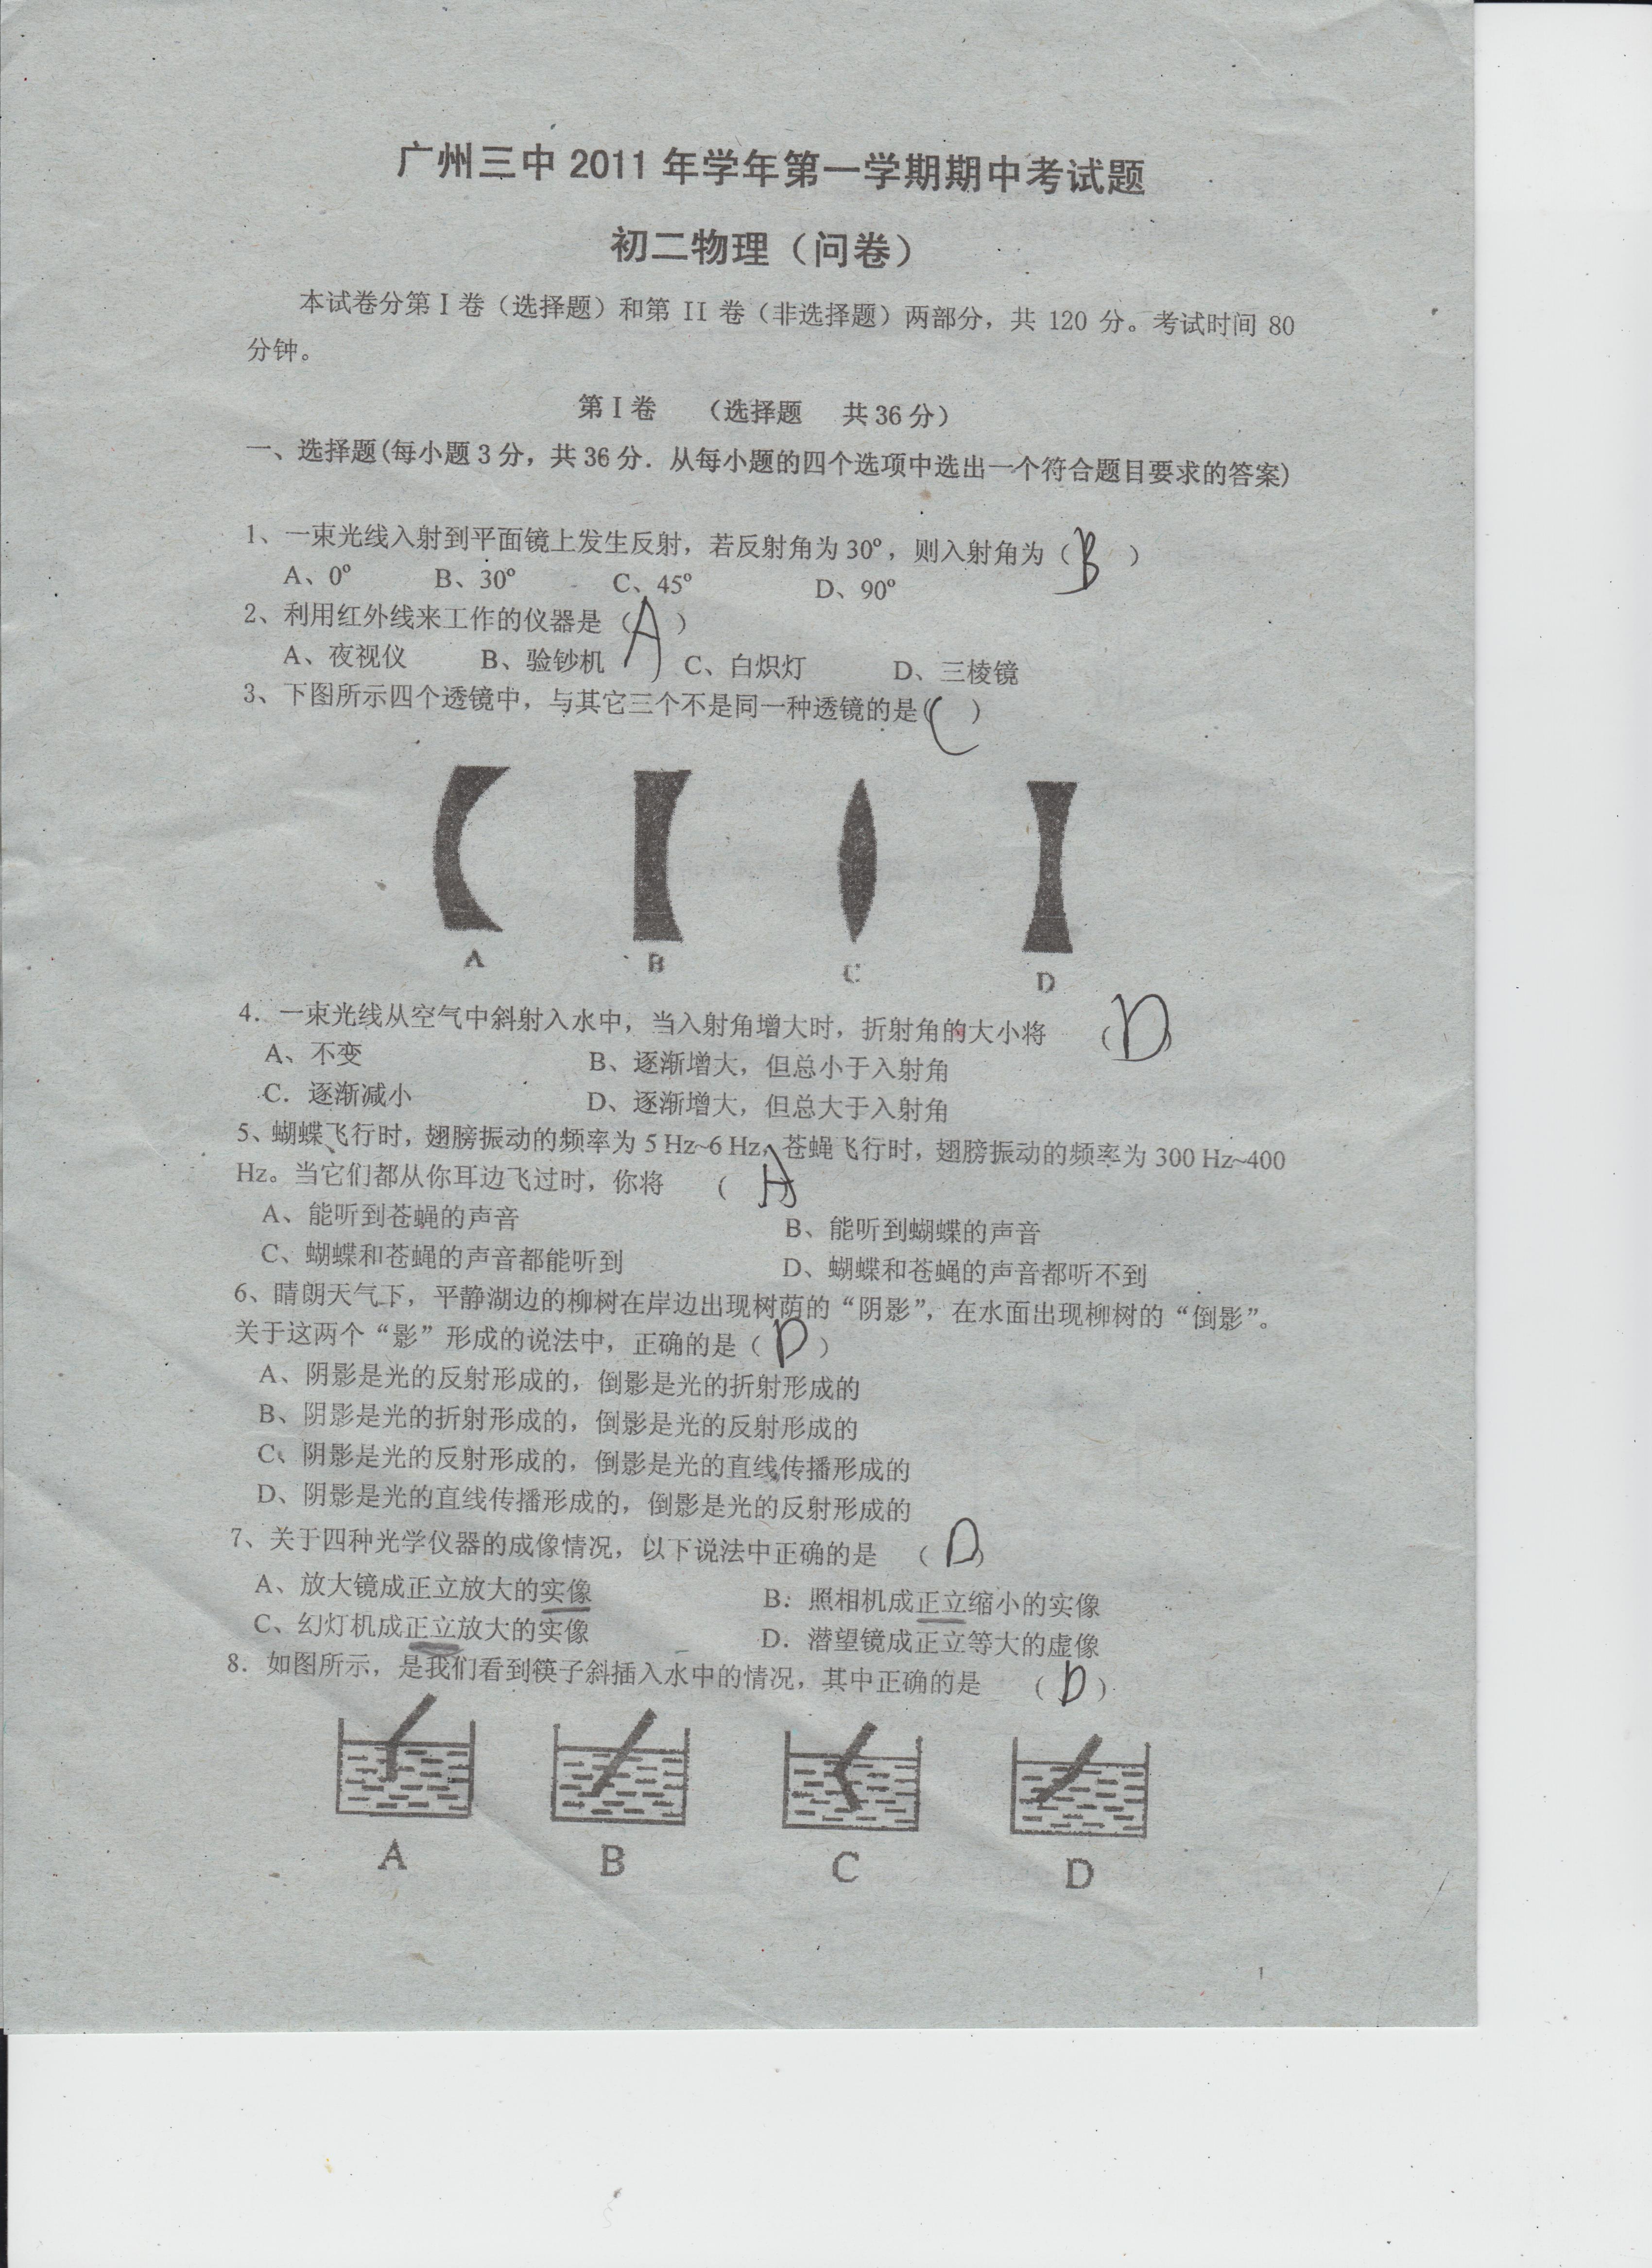 广州三中 2011 年学年第一学期期中考试题
初二物理（问卷）
本试卷分第 I 卷（选择题）和第 II 卷（非选择题）两部分，共 120 分。考试时间 80
分钟。
第 I 卷 （选择题 共 36 分）
一、选择题(每小题 3 分，共 36 分．从每小题的四个选项中选出一个符合题目要求的答案)
1、一束光线入射到平面镜上发生反射，若反射角为 30°，则入射角为（ B ）
A、0° B、30° C、45° D、90°
2、利用红外线来工作的仪器是（ A ）
A、夜视仪 B、验钞机 C、白炽灯 D、三棱镜
3、下图所示四个透镜中，与其它三个不是同一种透镜的是( C )
A B C D
4．一束光线从空气中斜射入水中，当入射角增大时，折射角的大小将 （ D ）
A、不变 B、逐渐增大，但总小于入射角
C．逐渐减小 D、逐渐增大，但总大于入射角
5、蝴蝶飞行时，翅膀振动的频率为 5 Hz~6 Hz，苍蝇飞行时，翅膀振动的频率为 300 Hz~400
Hz。当它们都从你耳边飞过时，你将 （ A ）
A、能听到苍蝇的声音 B、能听到蝴蝶的声音
C、蝴蝶和苍蝇的声音都能听到 D、蝴蝶和苍蝇的声音都听不到
6、晴朗天气下，平静湖边的柳树在岸边出现树荫的“阴影”，在水面出现柳树的“倒影”。
关于这两个“影”形成的说法中，正确的是（ D ）
A、阴影是光的反射形成的，倒影是光的折射形成的
B、阴影是光的折射形成的，倒影是光的反射形成的
C、阴影是光的反射形成的，倒影是光的直线传播形成的
D、阴影是光的直线传播形成的，倒影是光的反射形成的
7、关于四种光学仪器的成像情况，以下说法中正确的是 （ D ）
A、放大镜成正立放大的实像 B：照相机成正立缩小的实像
C、幻灯机成正立放大的实像 D．潜望镜成正立等大的虚像
8．如图所示，是我们看到筷子斜插入水中的情况，其中正确的是 （ D ）
A B C D
1